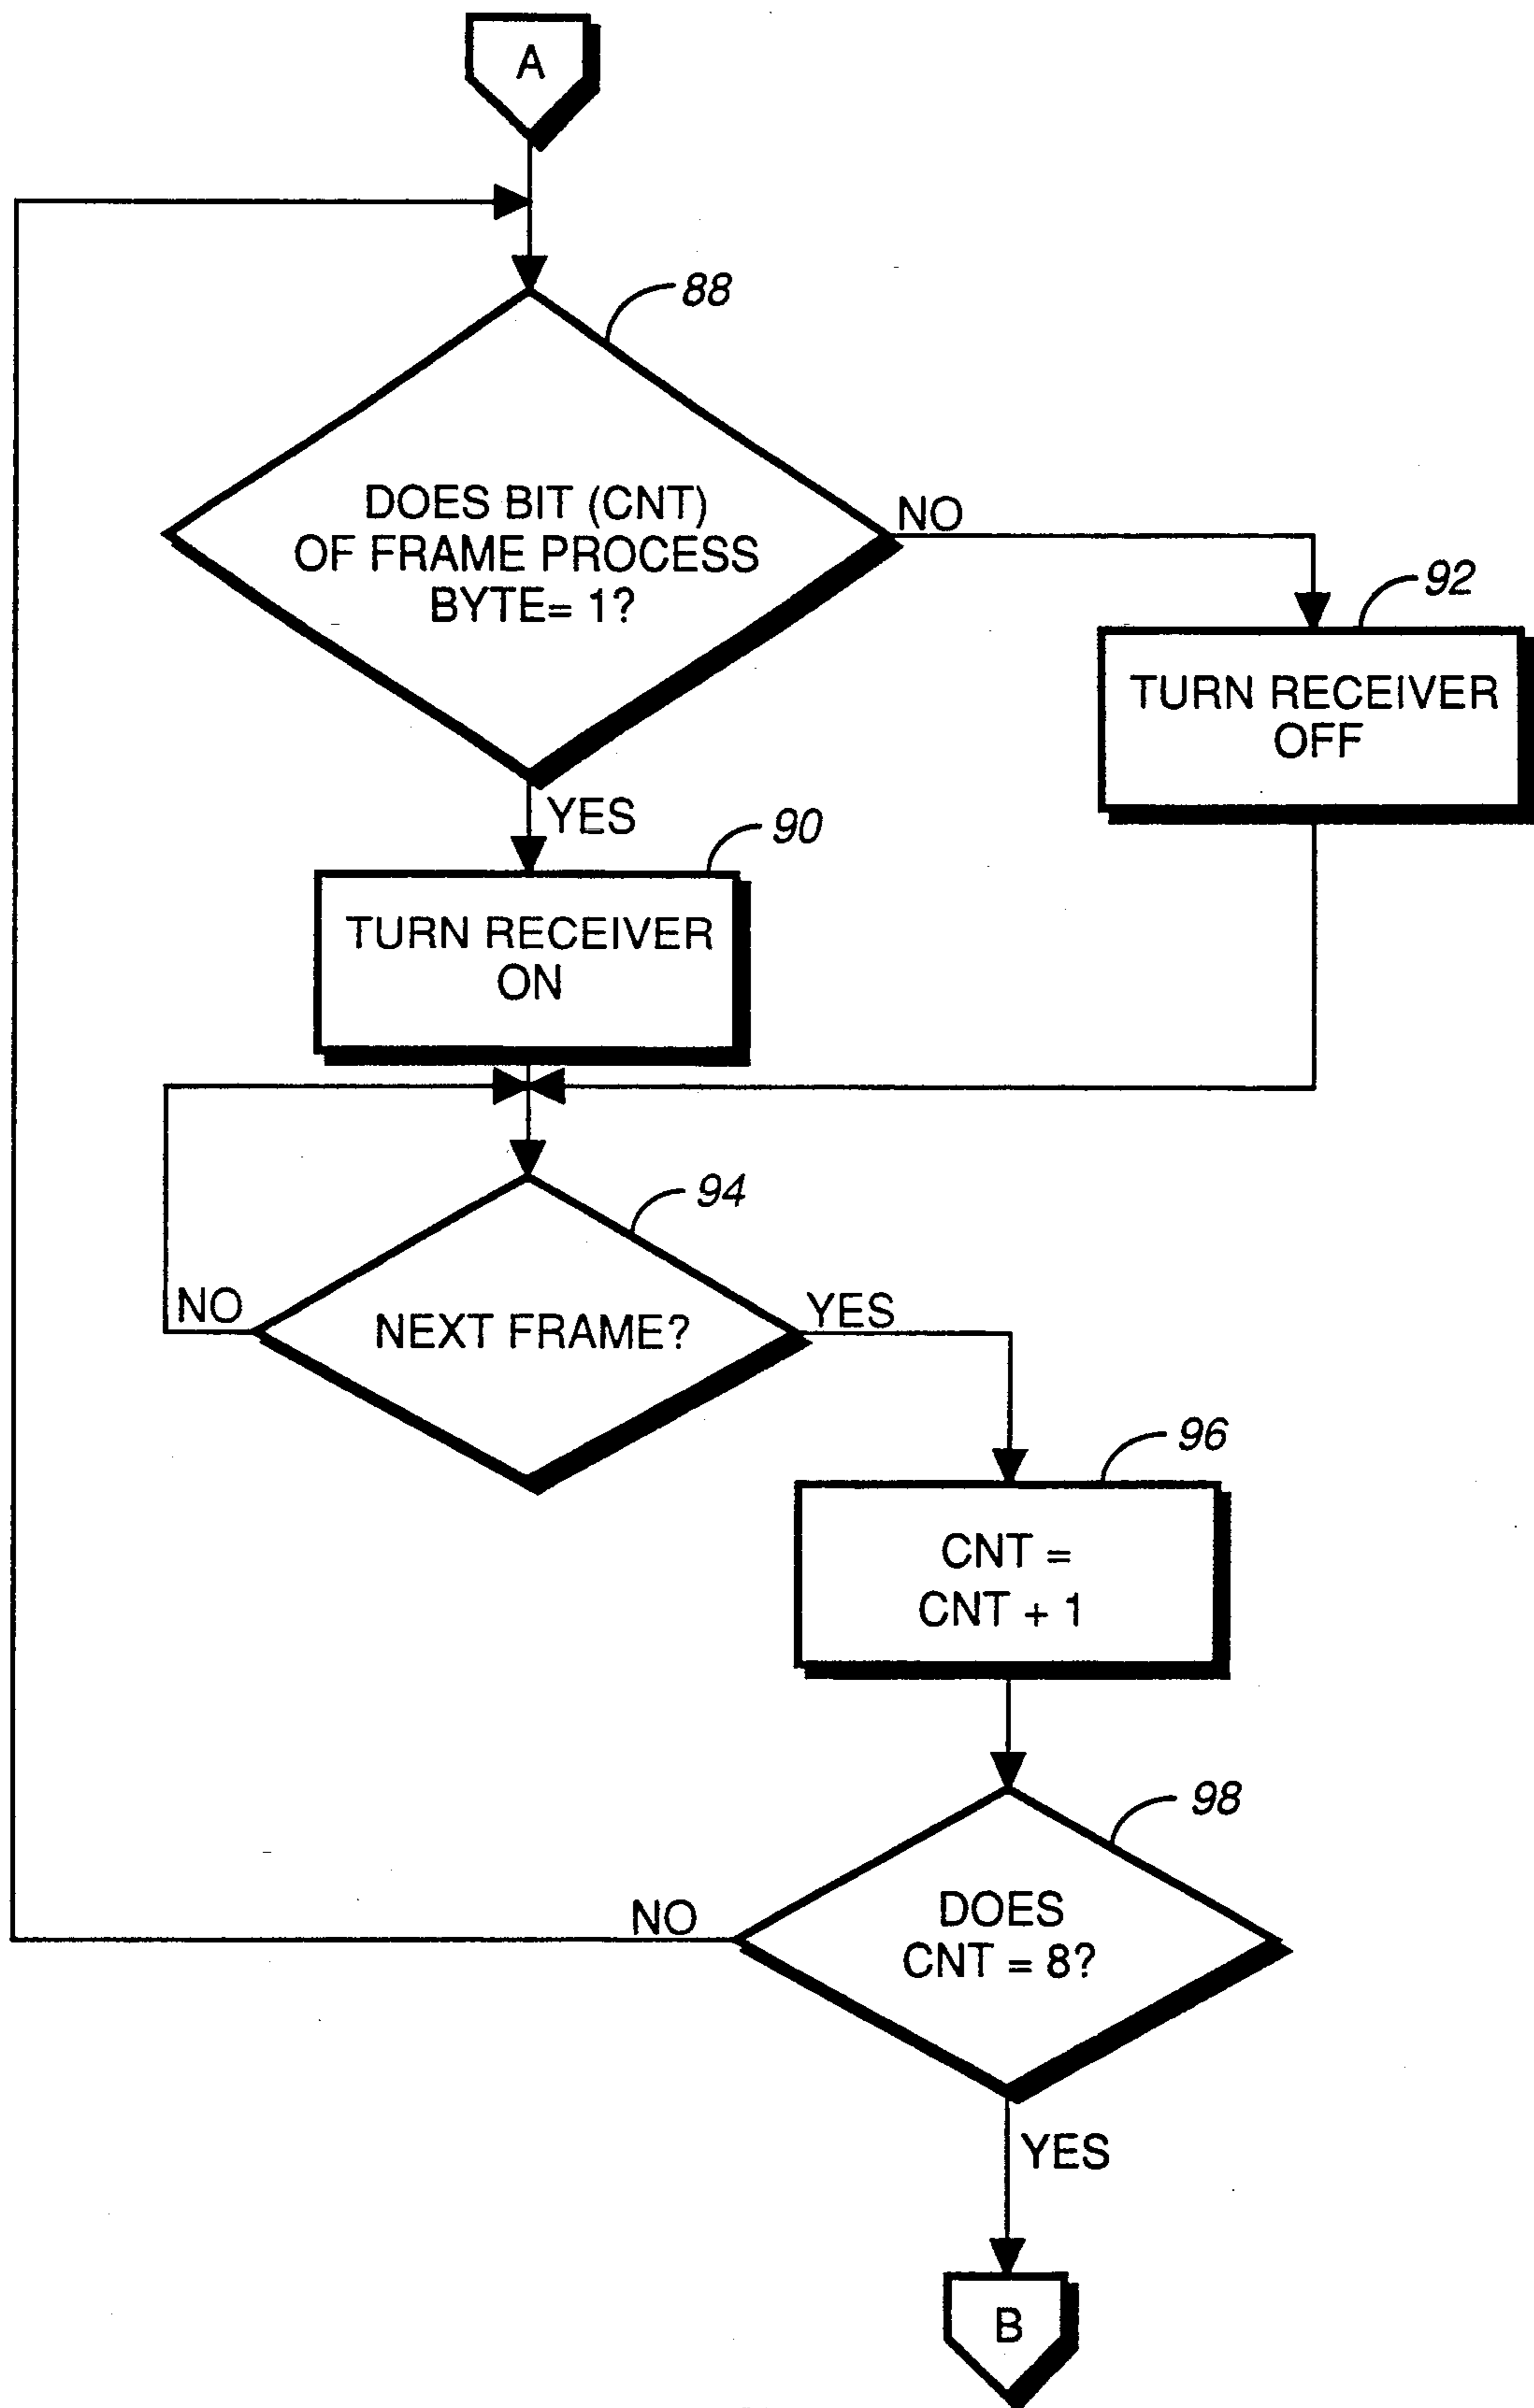 A
88
DOES BIT (CNT)
OF FRAME PROCESS
BYTE= 1?
NO
92
TURN RECEIVER
OFF
YES
90
TURN RECEIVER
ON
94
NO
NEXT FRAME?
YES
96
CNT =
CNT + 1
98
NO
DOES
CNT = 8?
YES
B